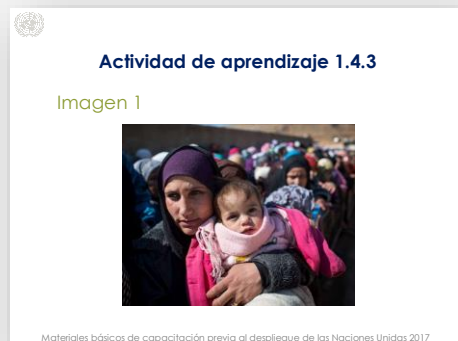 Actividad de aprendizaje 1.4.3
Imagen 1
Materiales básicos de capacitación previa al despliegue de las Naciones Unidas 2017